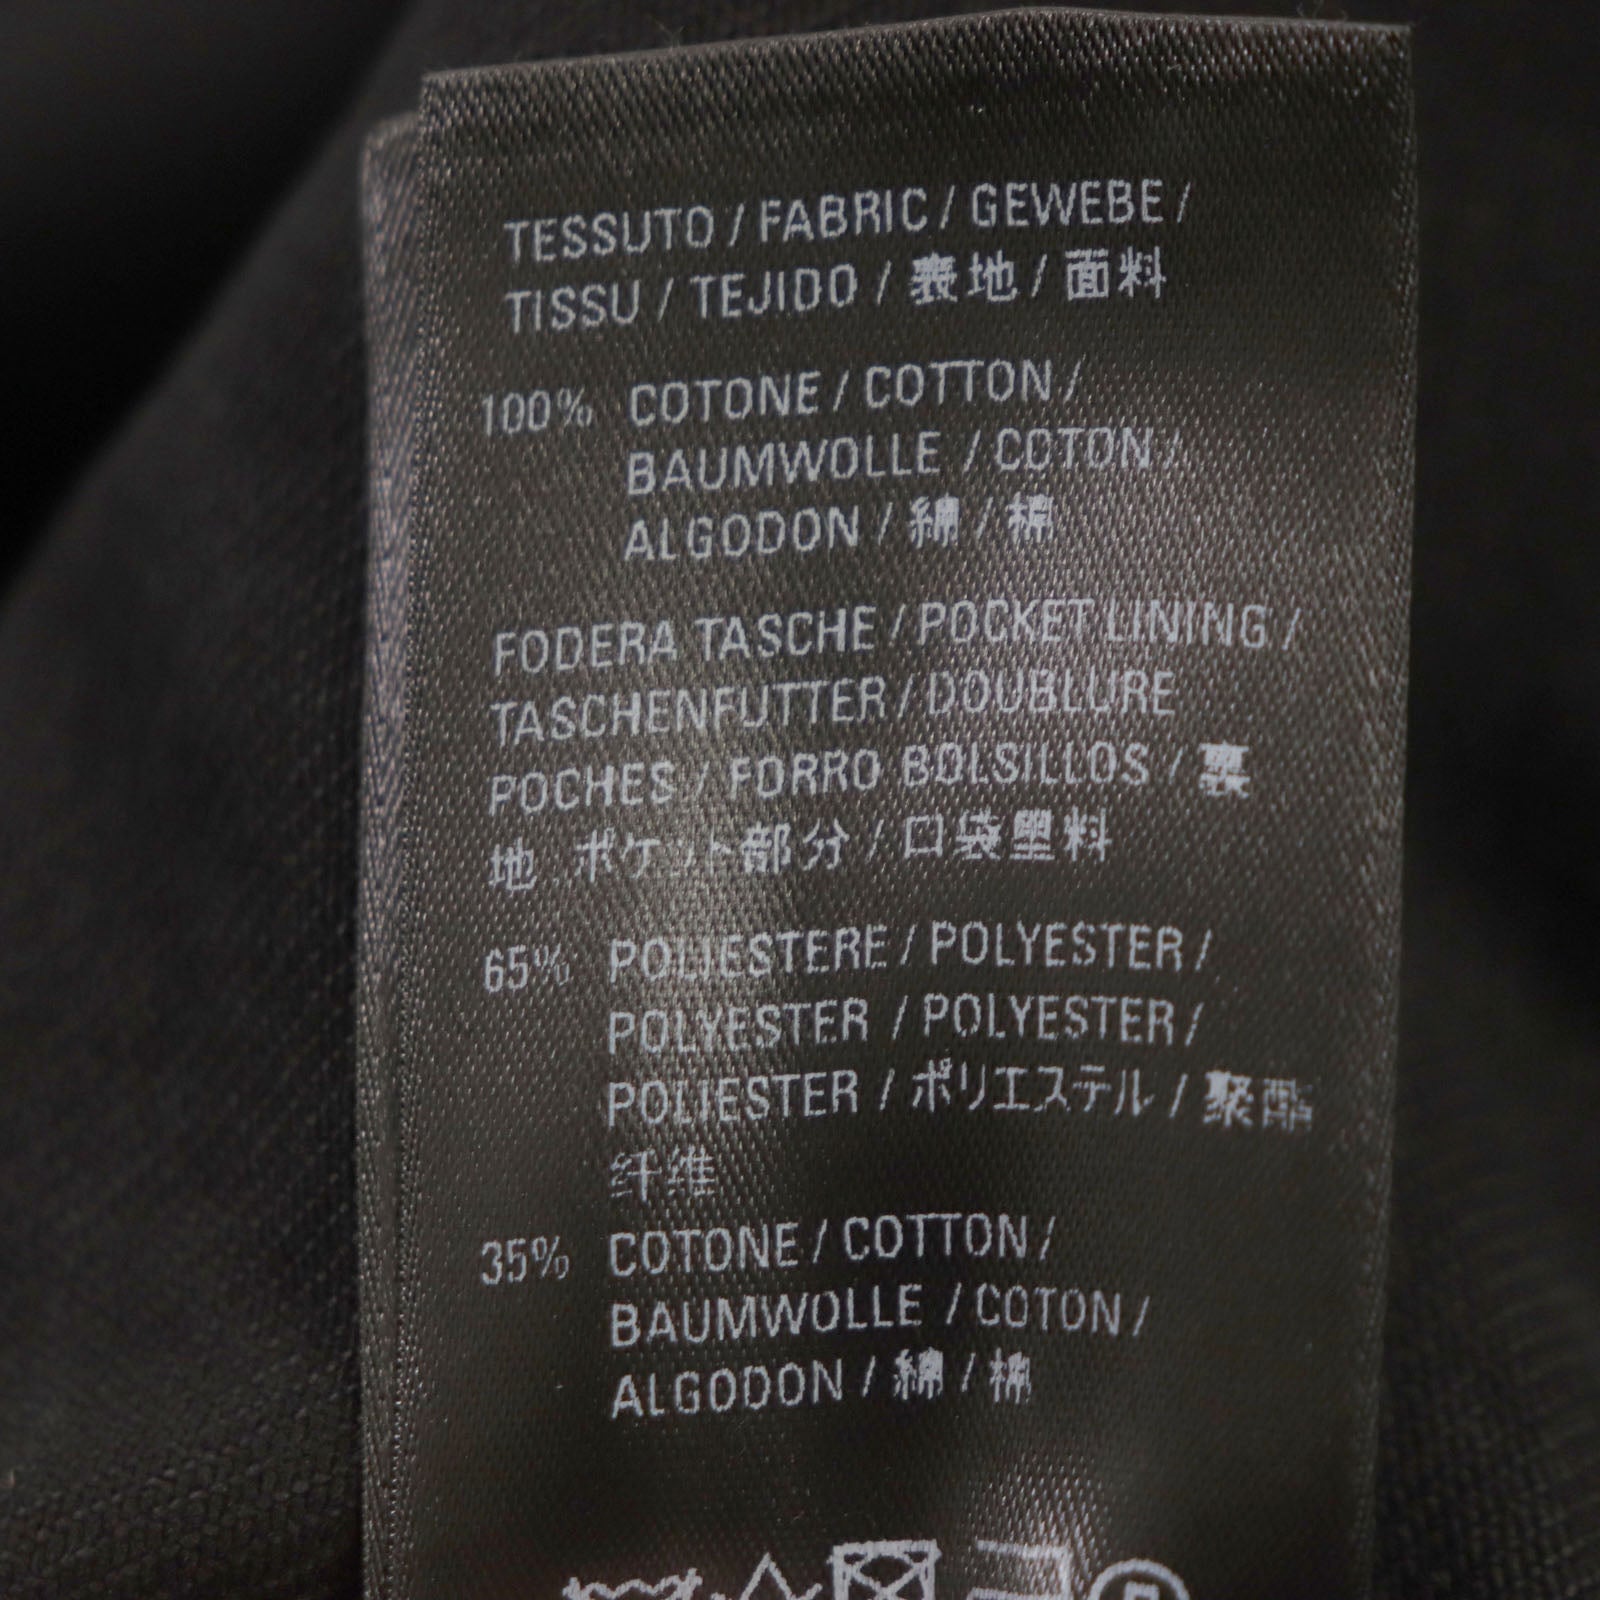 TESSUTO / FABRIC / GEWEBE /
TISSU / TEJIDO / 表地 / 面料
100% COTONE / COTTON /
BAUMWOLLE / COTON /
ALGODON / 綿 / 棉
FODERA TASCHE / POCKET LINING /
TASCHENFUTTER / DOUBLURE
POCHES / FORRO BOLSILLOS / 裏
地 ポケット部分 / 口袋里料
65% POLIESTERE / POLYESTER /
POLYESTER / POLYESTER /
POLIESTER / ポリエステル / 聚酯
纤维
35% COTONE / COTTON /
BAUMWOLLE / COTON /
ALGODON / 綿 / 棉